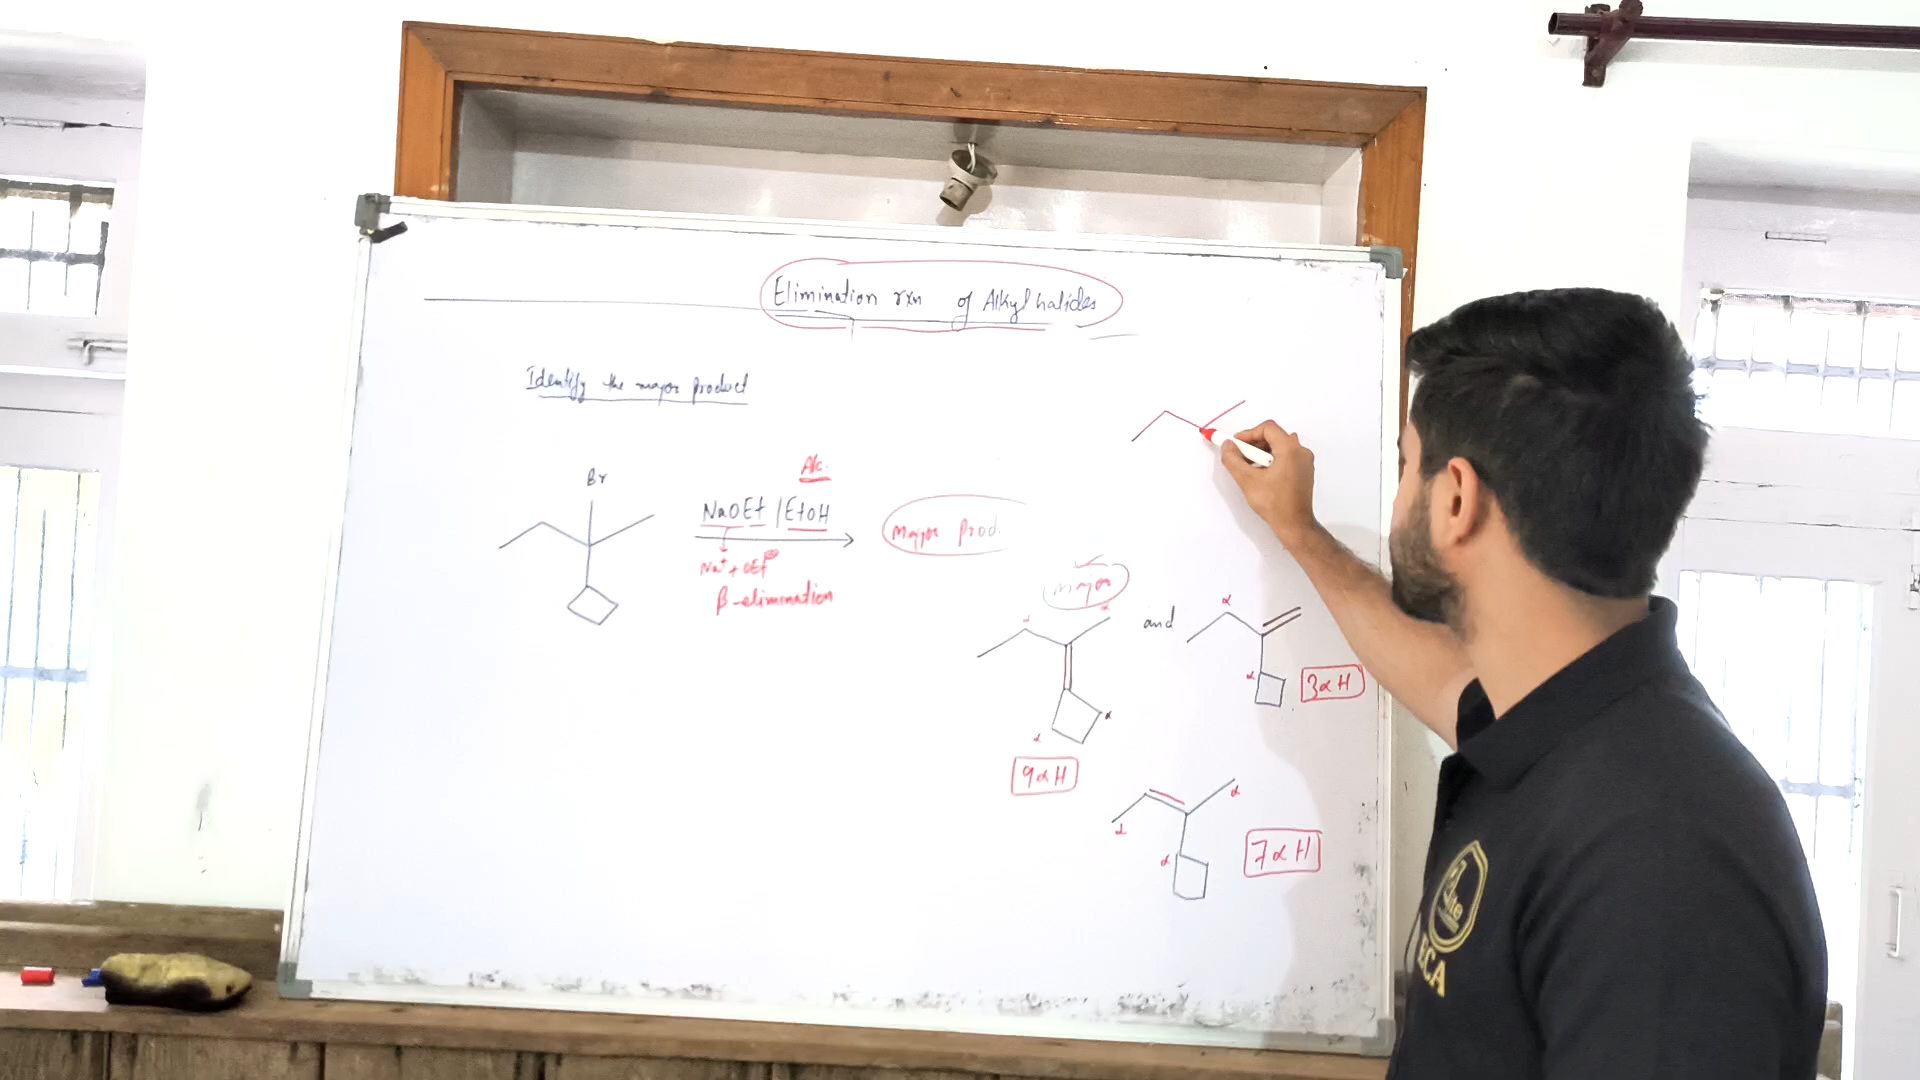 Elimination rxn of Alkyl halides
Identify the major product
Br
Alc.
NaOEt / EtOH
Na⁺ + OEt⊖
β-elimination
Major Prod.
major
α
α
and
α
α
3αH
α
α
9αH
α
α
α
7αH
ECA